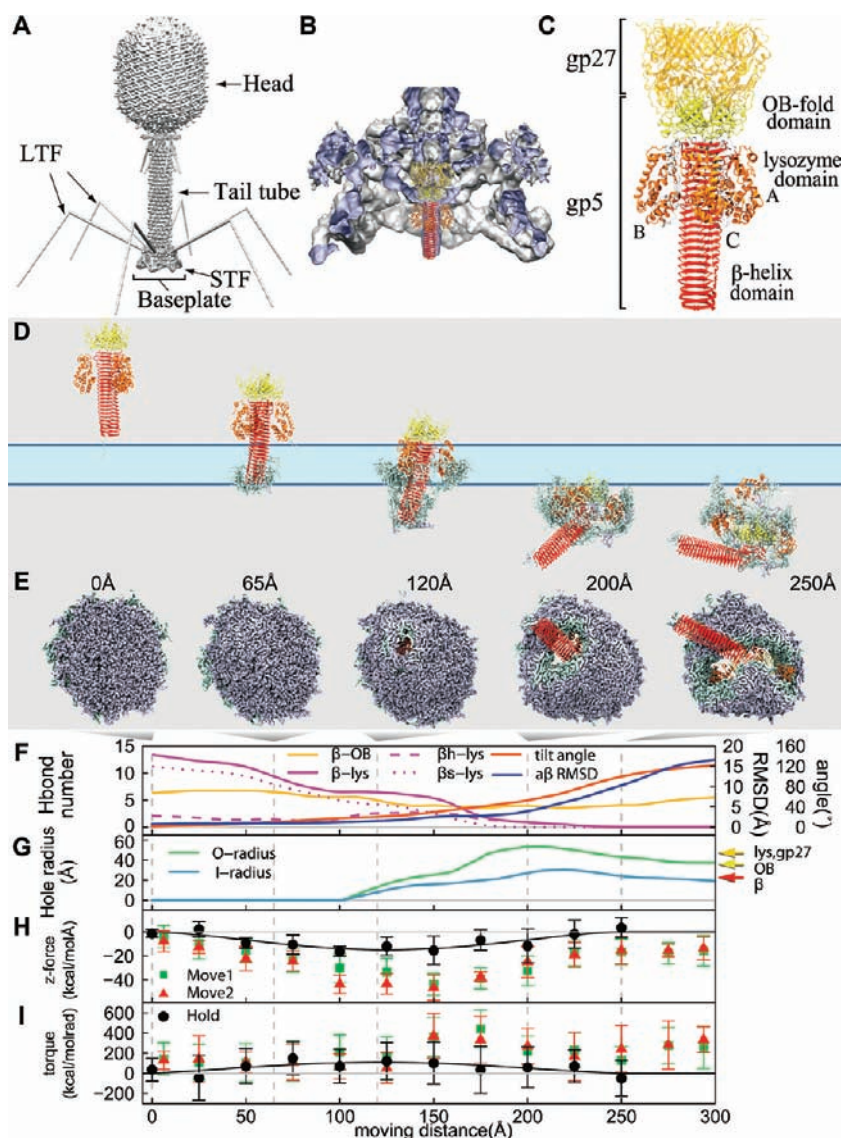 A
Head
LTF
Tail tube
STF
Baseplate
B
C
gp27
OB-fold
domain
lysozyme
domain
A
gp5
B
C
β-helix
domain
D
E
0Å 65Å 120Å 200Å 250Å
F
Hbond
number
15
10
5
0
β-OB βh-lys tilt angle
β-lys βs-lys aβ RMSD
20 160
15 120
10 80
5 40
0 0
RMSD(Å)
angle(°)
G
Hole radius
(Å)
60
40
20
0
O-radius
I-radius
lys,gp27
OB
β
H
z-force
(kcal/molÅ)
0
-20
-40
Move1
Move2
I
torque
(kcal/molrad)
600
400
200
0
-200
Hold
0 50 100 150 200 250 300
moving distance(Å)